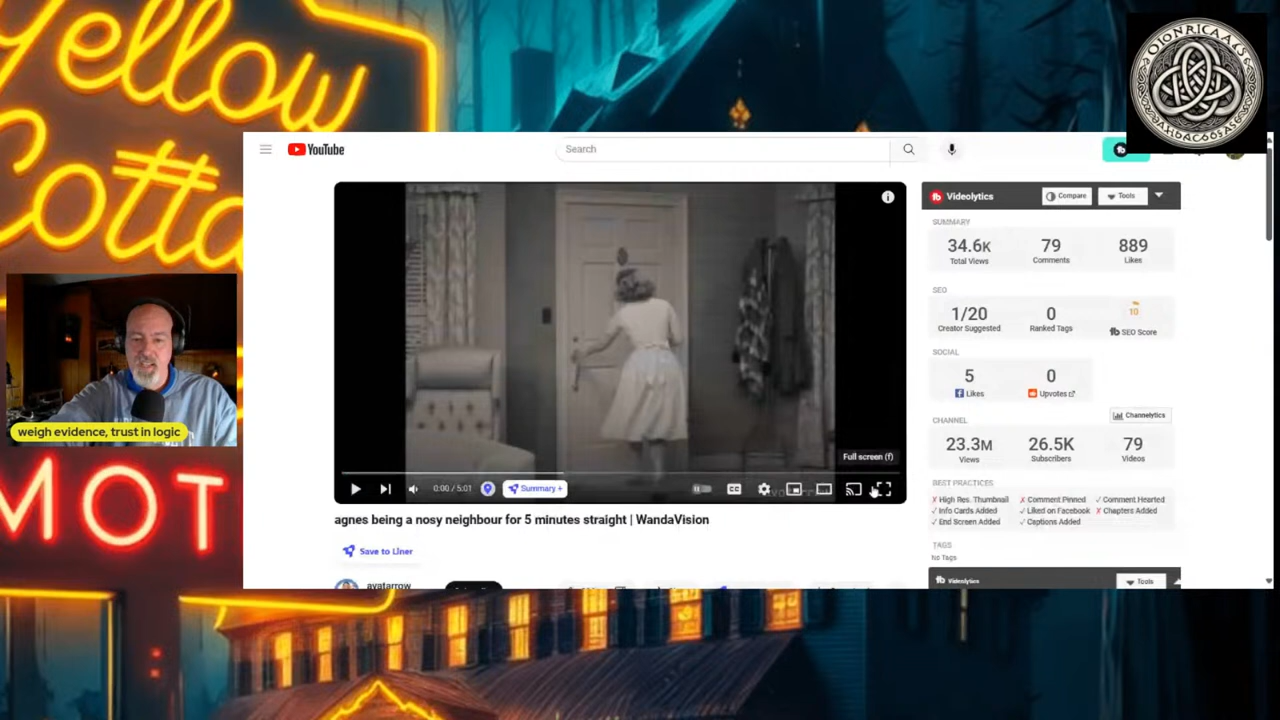 Yellow
Cotta
MOT
YouTube
Search
weigh evidence, trust in logic
Full screen (f)
0:00 / 5:01
Summary +
CC
agnes being a nosy neighbour for 5 minutes straight | WandaVision
Save to Liner
avatarrow
Videolytics
Compare
Tools
SUMMARY
34.6K 79 889
Total Views Comments Likes
SEO
1/20 0 10
Creator Suggested Ranked Tags SEO Score
SOCIAL
5 0
Likes Upvotes
CHANNEL
Channelytics
23.3M 26.5K 79
Views Subscribers Videos
BEST PRACTICES
✗ High Res. Thumbnail ✗ Comment Pinned ✓ Comment Hearted
✓ Info Cards Added ✓ Liked on Facebook ✗ Chapters Added
✓ End Screen Added ✓ Captions Added
TAGS
No Tags
Videolytics
Tools